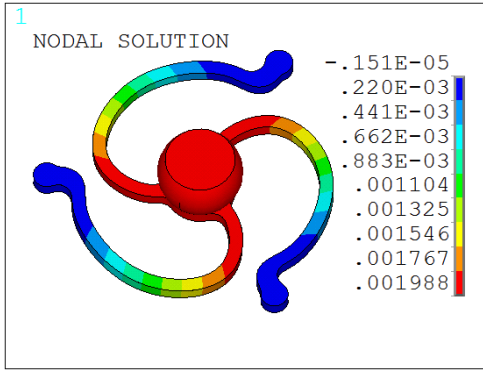 1
NODAL SOLUTION
-.151E-05
.220E-03
.441E-03
.662E-03
.883E-03
.001104
.001325
.001546
.001767
.001988